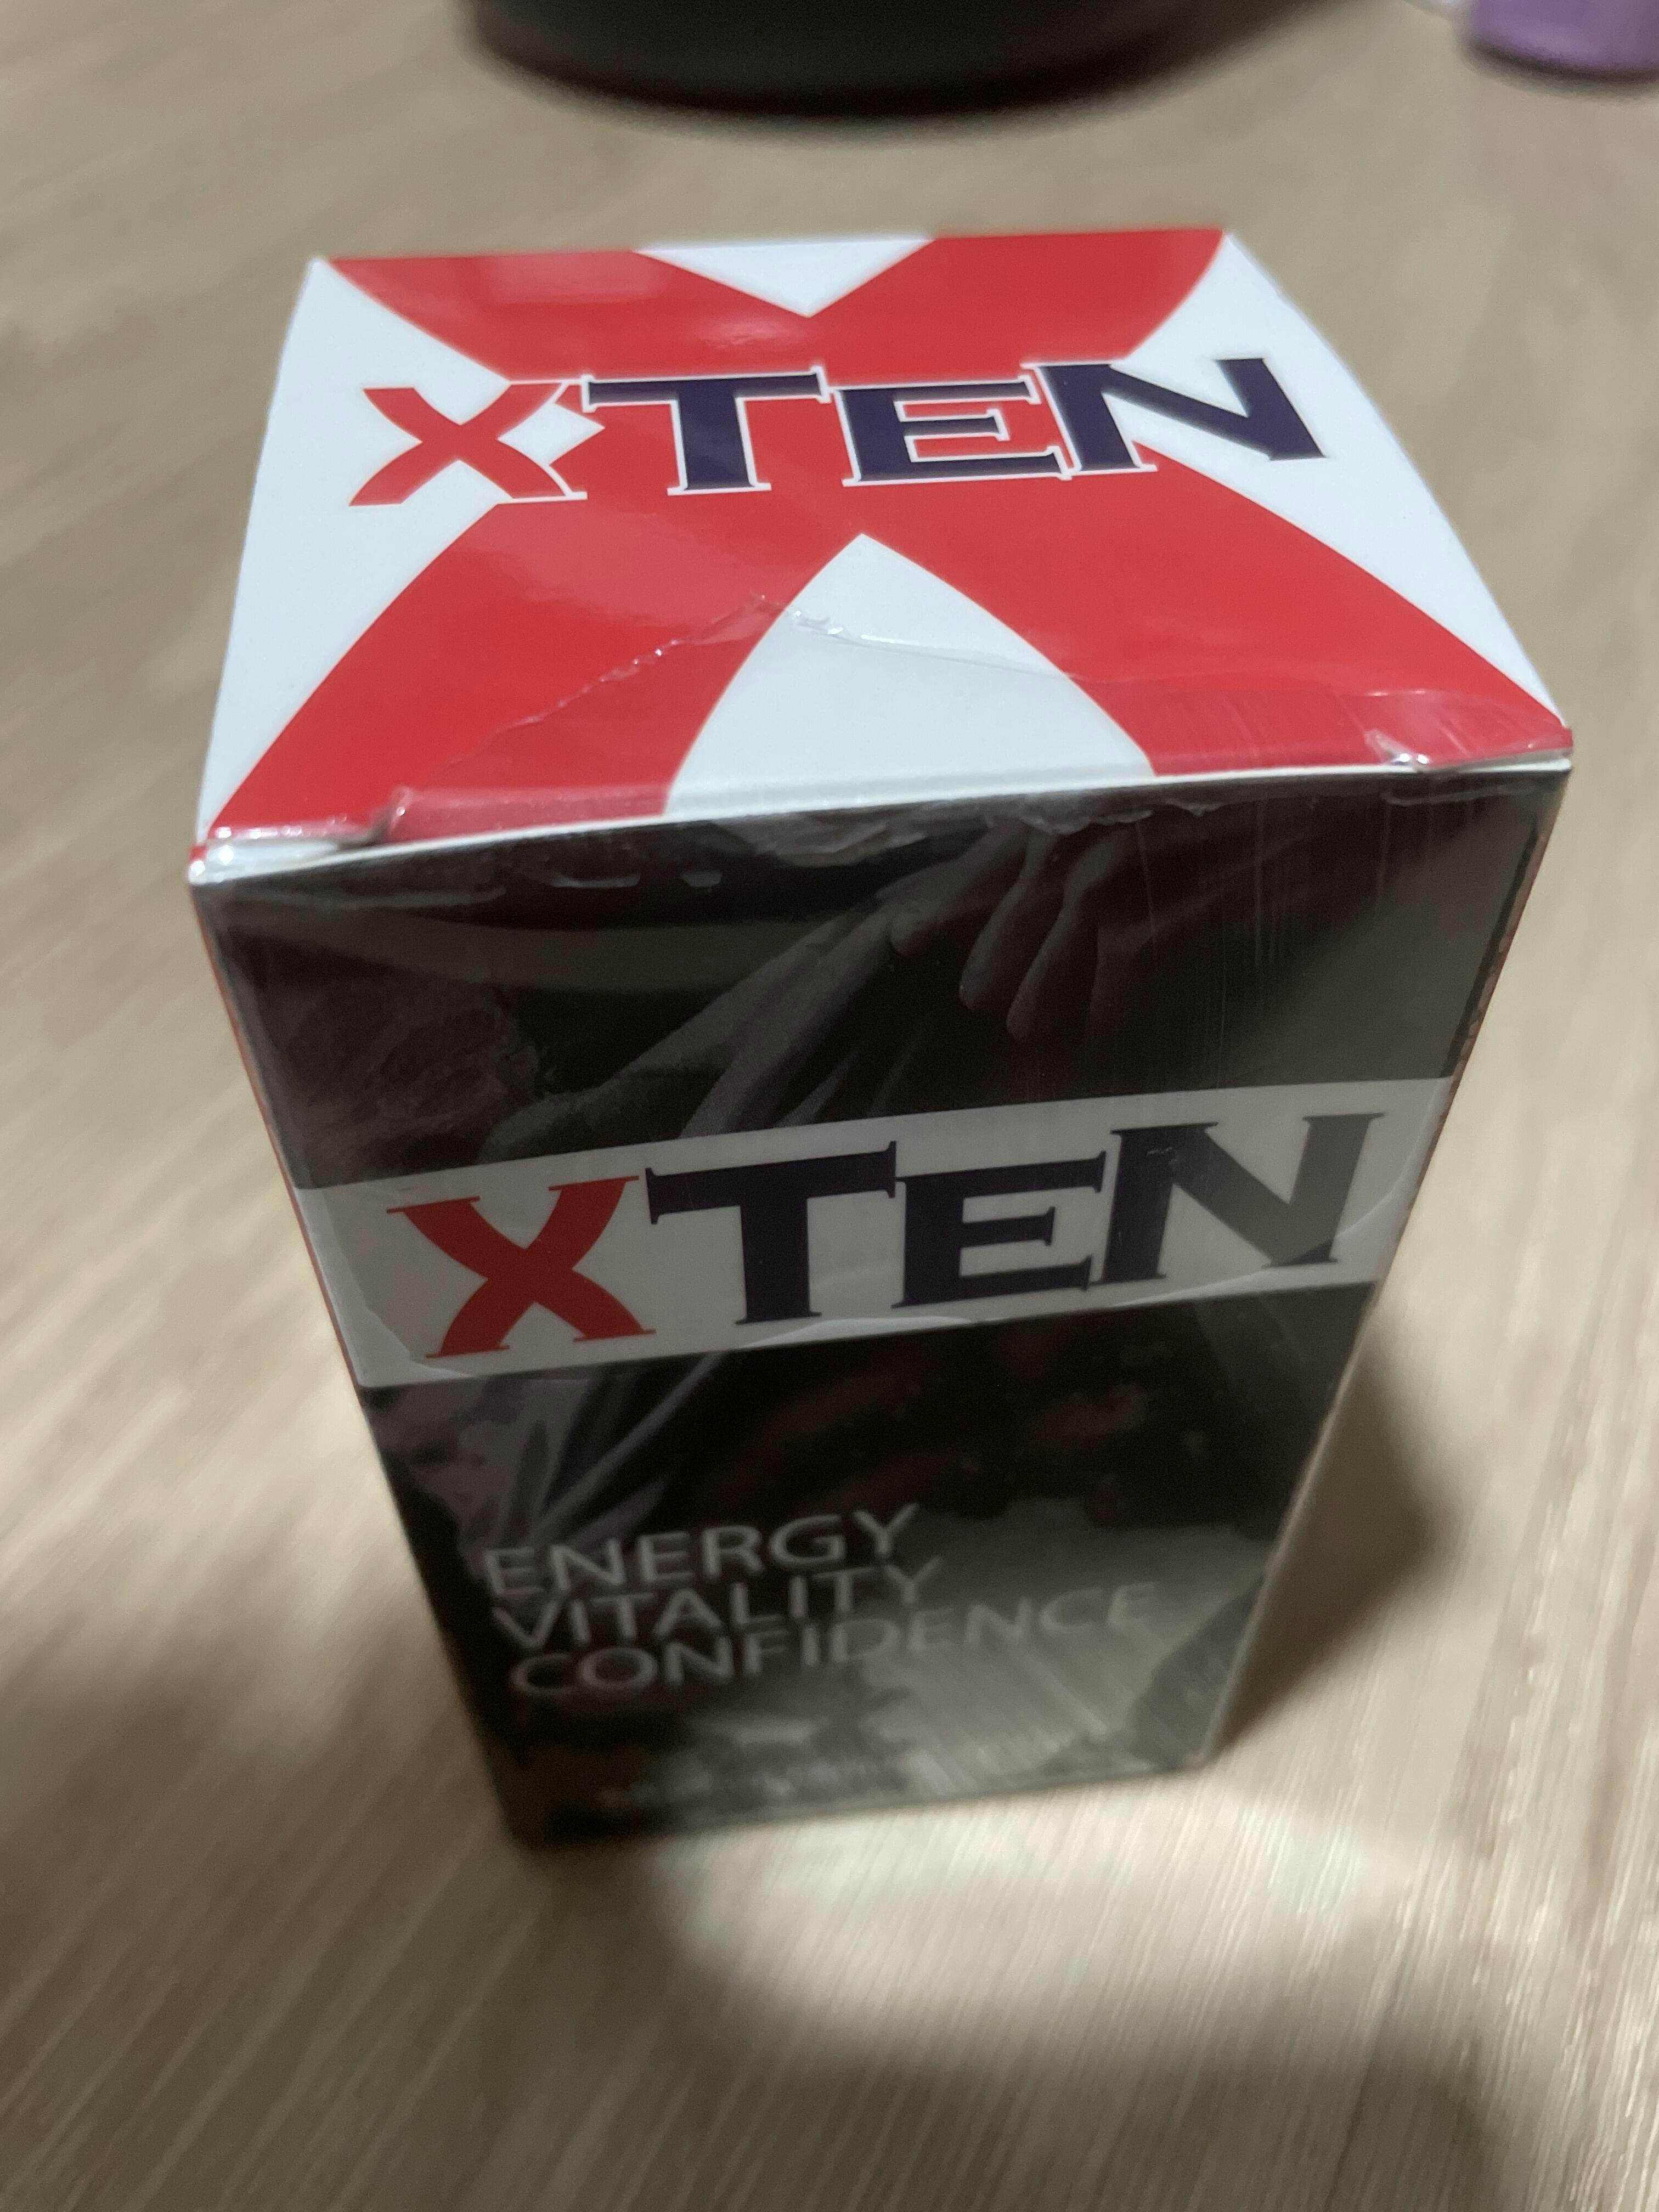 XTEN
XTEN
ENERGY
VITALITY
CONFIDENCE